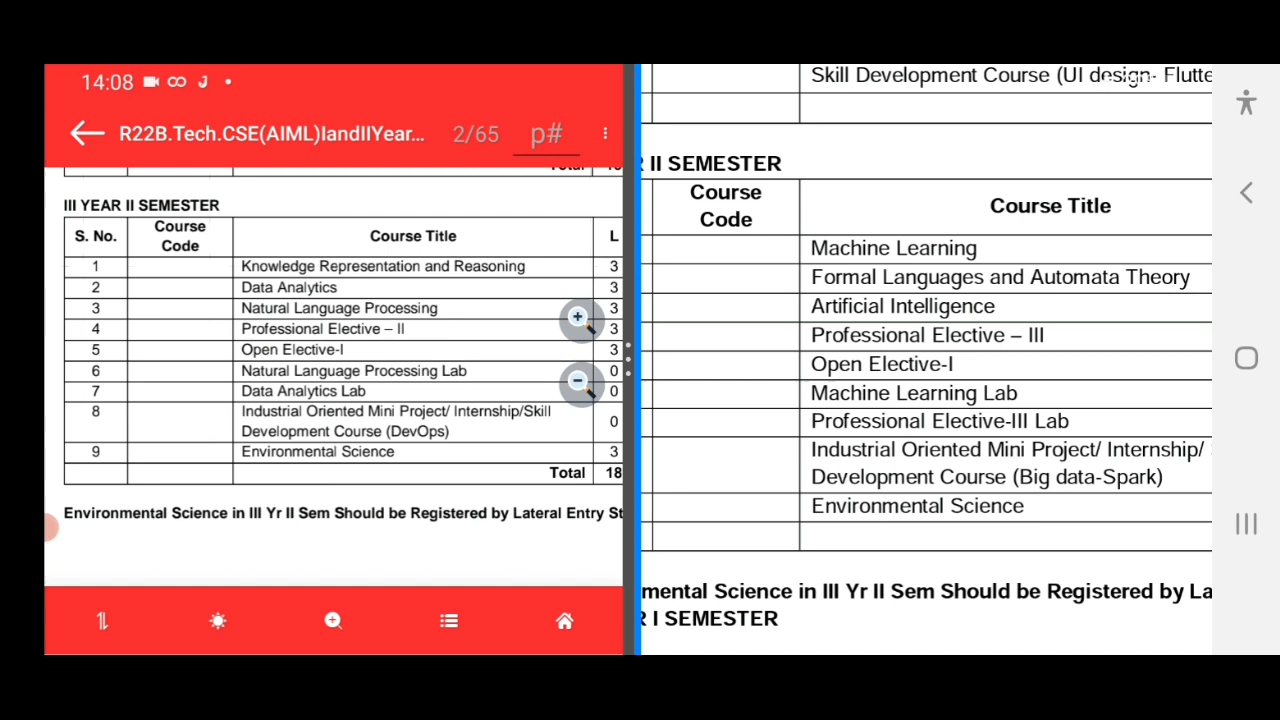 14:08
R22B.Tech.CSE(AIML)IandIIYear... 2/65 p#
Total
III YEAR II SEMESTER
S. No. Course Code Course Title L
1 Knowledge Representation and Reasoning 3
2 Data Analytics 3
3 Natural Language Processing 3
4 Professional Elective – II 3
5 Open Elective-I 3
6 Natural Language Processing Lab 0
7 Data Analytics Lab 0
8 Industrial Oriented Mini Project/ Internship/Skill
Development Course (DevOps) 0
9 Environmental Science 3
Total 18
Environmental Science in III Yr II Sem Should be Registered by Lateral Entry St
Skill Development Course (UI design- Flutte
II SEMESTER
Course Code Course Title
Machine Learning
Formal Languages and Automata Theory
Artificial Intelligence
Professional Elective – III
Open Elective-I
Machine Learning Lab
Professional Elective-III Lab
Industrial Oriented Mini Project/ Internship/
Development Course (Big data-Spark)
Environmental Science
mental Science in III Yr II Sem Should be Registered by La
R I SEMESTER